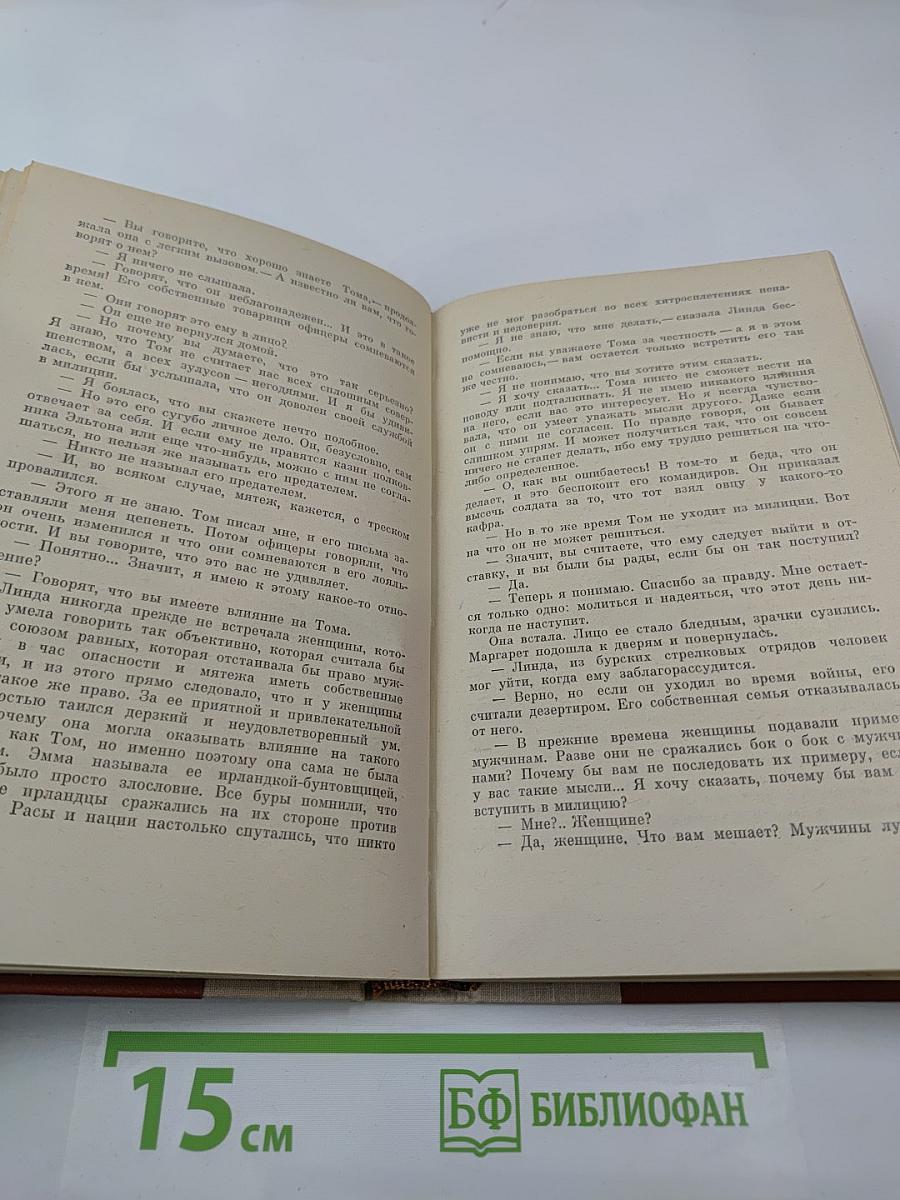 — Вы говорите, что хорошо знаете Тома,— продол-
жала она с легким вызовом.— А известно ли вам, что го-
ворят о нем?
— Я ничего не слышала.
— Говорят, что он неблагонадежен... И это в такое
время! Его собственные товарищи офицеры сомневаются
в нем.
— Они говорят это ему в лицо?
— Он еще не вернулся домой.
— Но почему вы думаете, что это так серьезно?
Я знаю, что Том не считает нас всех сплошным совер-
шенством, а всех зулусов — негодяями. И я бы удиви-
лась, если бы услышала, что он доволен своей службой
в милиции.
— Я боялась, что вы скажете нечто подобное.
— Но это его сугубо личное дело. Он, безусловно, сам
отвечает за себя. И если ему не нравятся казни полков-
ника Эльтона или еще что-нибудь, можно с ним не согла-
шаться, но нельзя же называть его предателем.
— Никто не называл его предателем.
— И, во всяком случае, мятеж, кажется, с треском
провалился.
— Этого я не знаю. Том писал мне, и его письма за-
ставляли меня цепенеть. Потом офицеры говорили, что
он очень изменился и что они сомневаются в его лояль-
ности. И вы говорите, что это вас не удивляет.
— Понятно... Значит, я имею к этому какое-то отно-
ение?
— Говорят, что вы имеете влияние на Тома.
Линда никогда прежде не встречала женщины, кото-
умела говорить так объективно, которая считала бы
союзом равных, которая отстаивала бы право муж-
в час опасности и мятежа иметь собственные
и, и из этого прямо следовало, что и у женщины
такое же право. За ее приятной и привлекательной
остью таился дерзкий и неудовлетворенный ум.
очему она могла оказывать влияние на такого
как Том, но именно поэтому она сама не была
м. Эмма называла ее ирландкой-бунтовщицей,
было просто злословие. Все буры помнили, что
е ирландцы сражались на их стороне против
Расы и нации настолько спутались, что никто
уже не мог разобраться во всех хитросплетениях нена-
висти и недоверия.
— Я не знаю, что мне делать,— сказала Линда бес-
помощно.
— Если вы уважаете Тома за честность — а я в этом
не сомневаюсь,— вам остается только встретить его так
же честно.
— Я не понимаю, что вы хотите этим сказать.
— Я хочу сказать... Тома никто не сможет вести на
поводу или подталкивать. Я не имею никакого влияния
на него, если вас это интересует. Но я всегда чувство-
вала, что он умеет уважать мысли другого. Даже если
он с ними не согласен. По правде говоря, он бывает
слишком упрям. И может получиться так, что он совсем
ничего не станет делать, ибо ему трудно решиться на что-
либо определенное.
— О, как вы ошибаетесь! В том-то и беда, что он
делает, и это беспокоит его командиров. Он приказал
высечь солдата за то, что тот взял овцу у какого-то
кафра.
— Но в то же время Том не уходит из милиции. Вот
на что он не может решиться.
— Значит, вы считаете, что ему следует выйти в от-
ставку, и вы были бы рады, если бы он так поступил?
— Да.
— Теперь я понимаю. Спасибо за правду. Мне остает-
ся только одно: молиться и надеяться, что этот день ни-
когда не наступит.
Она встала. Лицо ее стало бледным, зрачки сузились.
Маргарет подошла к дверям и повернулась.
— Линда, из бурских стрелковых отрядов человек
мог уйти, когда ему заблагорассудится.
— Верно, но если он уходил во время войны, его
считали дезертиром. Его собственная семья отказывалась
от него.
— В прежние времена женщины подавали приме
мужчинам. Разве они не сражались бок о бок с мужчи
нами? Почему бы вам не последовать их примеру, есл
у вас такие мысли... Я хочу сказать, почему бы вам
вступить в милицию?
— Мне?.. Женщине?
— Да, женщине. Что вам мешает? Мужчины лу
15 см
БФ БИБЛИОФАН